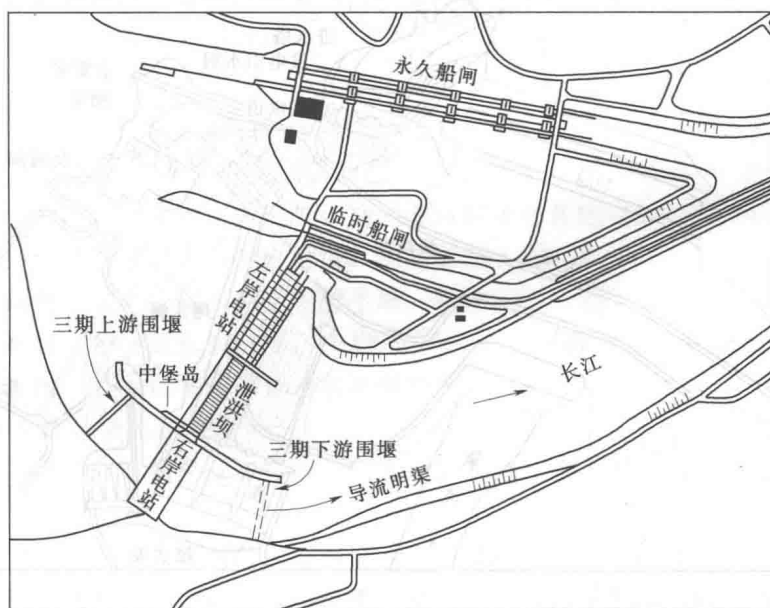 永久船闸
临时船闸
左岸电站
三期上游围堰
中堡岛
泄洪坝
长江
三期下游围堰
右岸电站
导流明渠